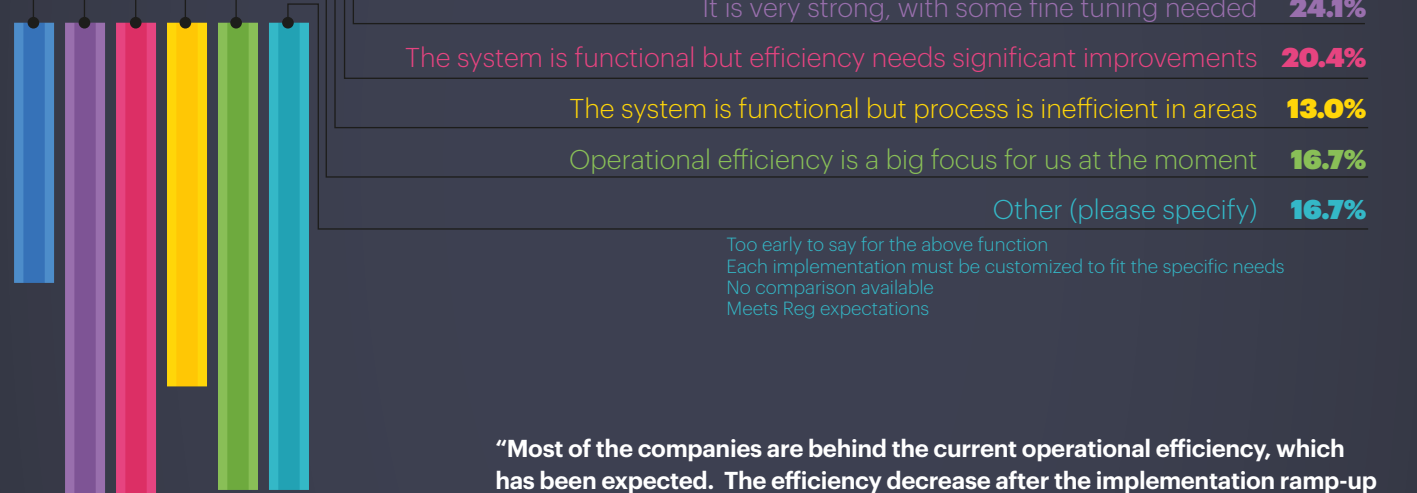 It is very strong, with some fine tuning needed 24.1%
The system is functional but efficiency needs significant improvements 20.4%
The system is functional but process is inefficient in areas 13.0%
Operational efficiency is a big focus for us at the moment 16.7%
Other (please specify) 16.7%
Too early to say for the above function
Each implementation must be customized to fit the specific needs
No comparison available
Meets Reg expectations
“Most of the companies are behind the current operational efficiency, which
has been expected.  The efficiency decrease after the implementation ramp-up